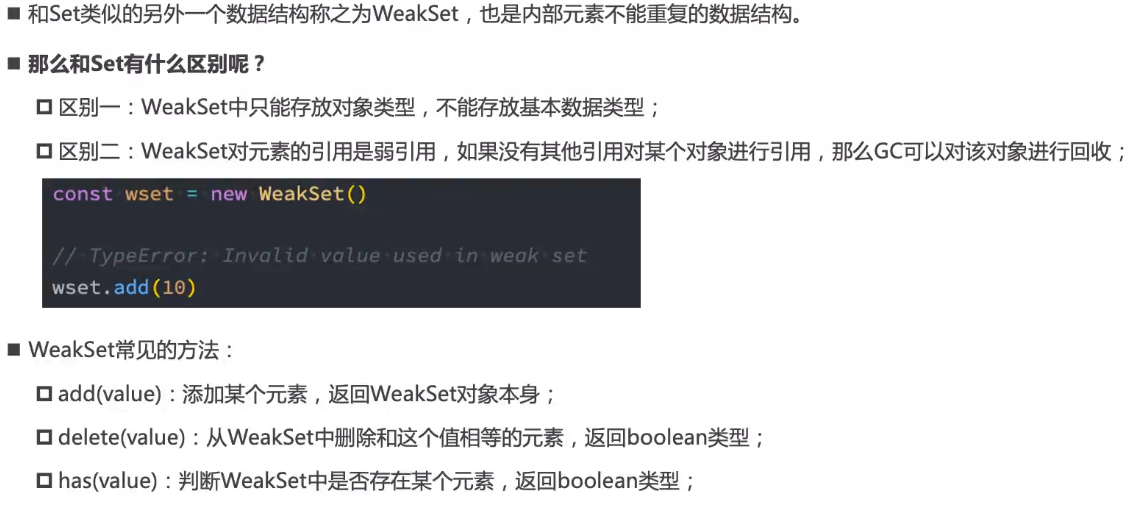 和Set类似的另外一个数据结构称之为WeakSet，也是内部元素不能重复的数据结构。
那么和Set有什么区别呢？
区别一：WeakSet中只能存放对象类型，不能存放基本数据类型；
区别二：WeakSet对元素的引用是弱引用，如果没有其他引用对某个对象进行引用，那么GC可以对该对象进行回收；
const wset = new WeakSet()
// TypeError: Invalid value used in weak set
wset.add(10)
WeakSet常见的方法：
add(value)：添加某个元素，返回WeakSet对象本身；
delete(value)：从WeakSet中删除和这个值相等的元素，返回boolean类型；
has(value)：判断WeakSet中是否存在某个元素，返回boolean类型；